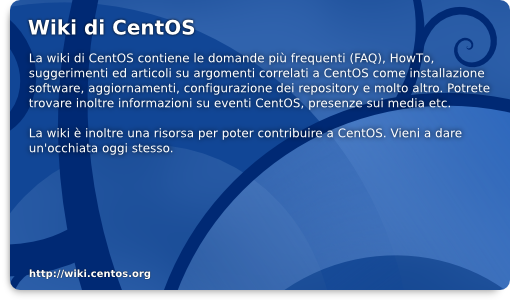 Wiki di CentOS
La wiki di CentOS contiene le domande più frequenti (FAQ), HowTo,
suggerimenti ed articoli su argomenti correlati a CentOS come installazione
software, aggiornamenti, configurazione dei repository e molto altro. Potrete
trovare inoltre informazioni su eventi CentOS, presenze sui media etc.
La wiki è inoltre una risorsa per poter contribuire a CentOS. Vieni a dare
un'occhiata oggi stesso.
http://wiki.centos.org